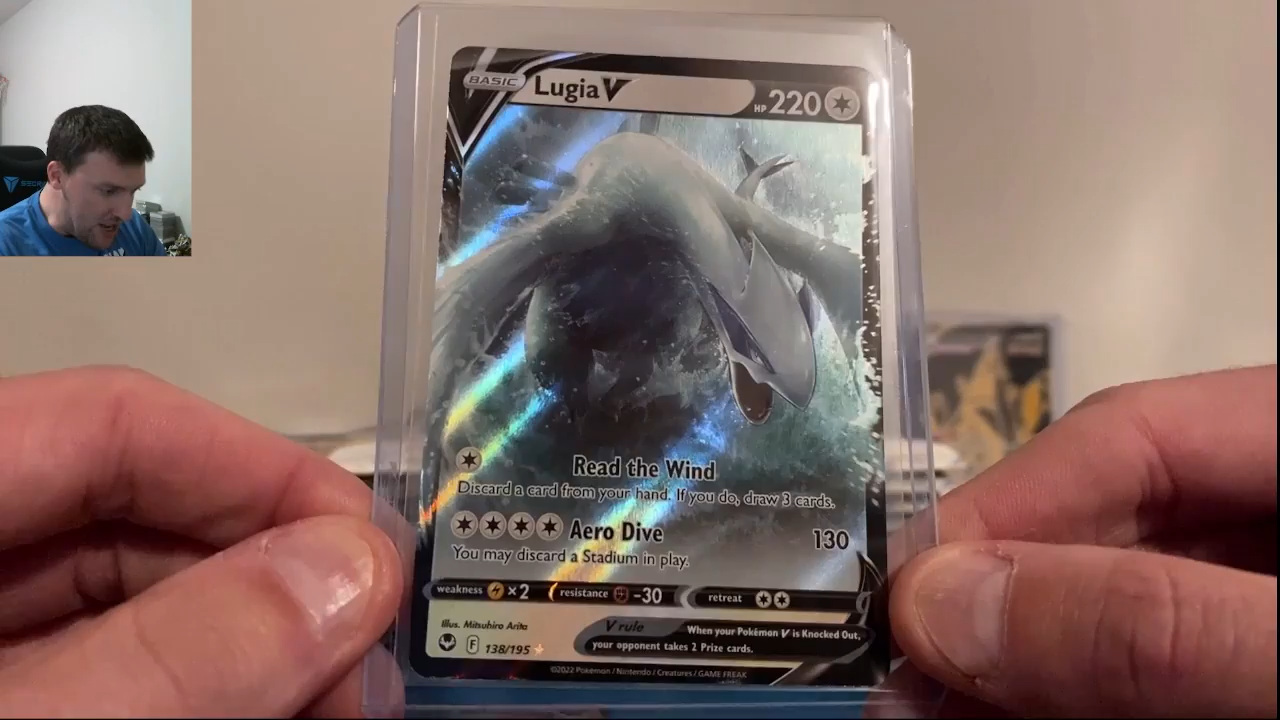 BASIC Lugia V HP 220
Read the Wind
Discard a card from your hand. If you do, draw 3 cards.
Aero Dive 130
You may discard a Stadium in play.
weakness ×2 resistance -30 retreat
Illus. Mitsuhiro Arita
V rule When your Pokémon V is Knocked Out,
your opponent takes 2 Prize cards.
F 138/195
©2022 Pokémon / Nintendo / Creatures / GAME FREAK